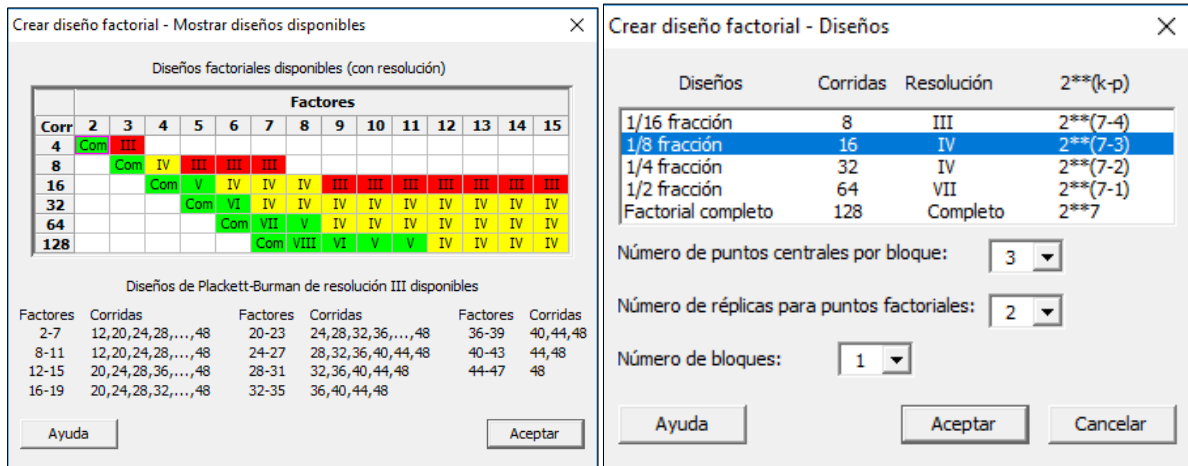 Crear diseño factorial - Mostrar diseños disponibles
Diseños factoriales disponibles (con resolución)
Factores
Corr 2 3 4 5 6 7 8 9 10 11 12 13 14 15
4 Com III
8 Com IV III III III
16 Com V IV IV IV III III III III III III III
32 Com VI IV IV IV IV IV IV IV IV IV
64 Com VII V IV IV IV IV IV IV IV
128 Com VIII VI V V IV IV IV IV
Diseños de Plackett-Burman de resolución III disponibles
Factores Corridas Factores Corridas Factores Corridas
2-7 12,20,24,28,...,48 20-23 24,28,32,36,...,48 36-39 40,44,48
8-11 12,20,24,28,...,48 24-27 28,32,36,40,44,48 40-43 44,48
12-15 20,24,28,36,...,48 28-31 32,36,40,44,48 44-47 48
16-19 20,24,28,32,...,48 32-35 36,40,44,48
Ayuda Aceptar
Crear diseño factorial - Diseños
Diseños Corridas Resolución 2**(k-p)
1/16 fracción 8 III 2**(7-4)
1/8 fracción 16 IV 2**(7-3)
1/4 fracción 32 IV 2**(7-2)
1/2 fracción 64 VII 2**(7-1)
Factorial completo 128 Completo 2**7
Número de puntos centrales por bloque: 3
Número de réplicas para puntos factoriales: 2
Número de bloques: 1
Ayuda Aceptar Cancelar